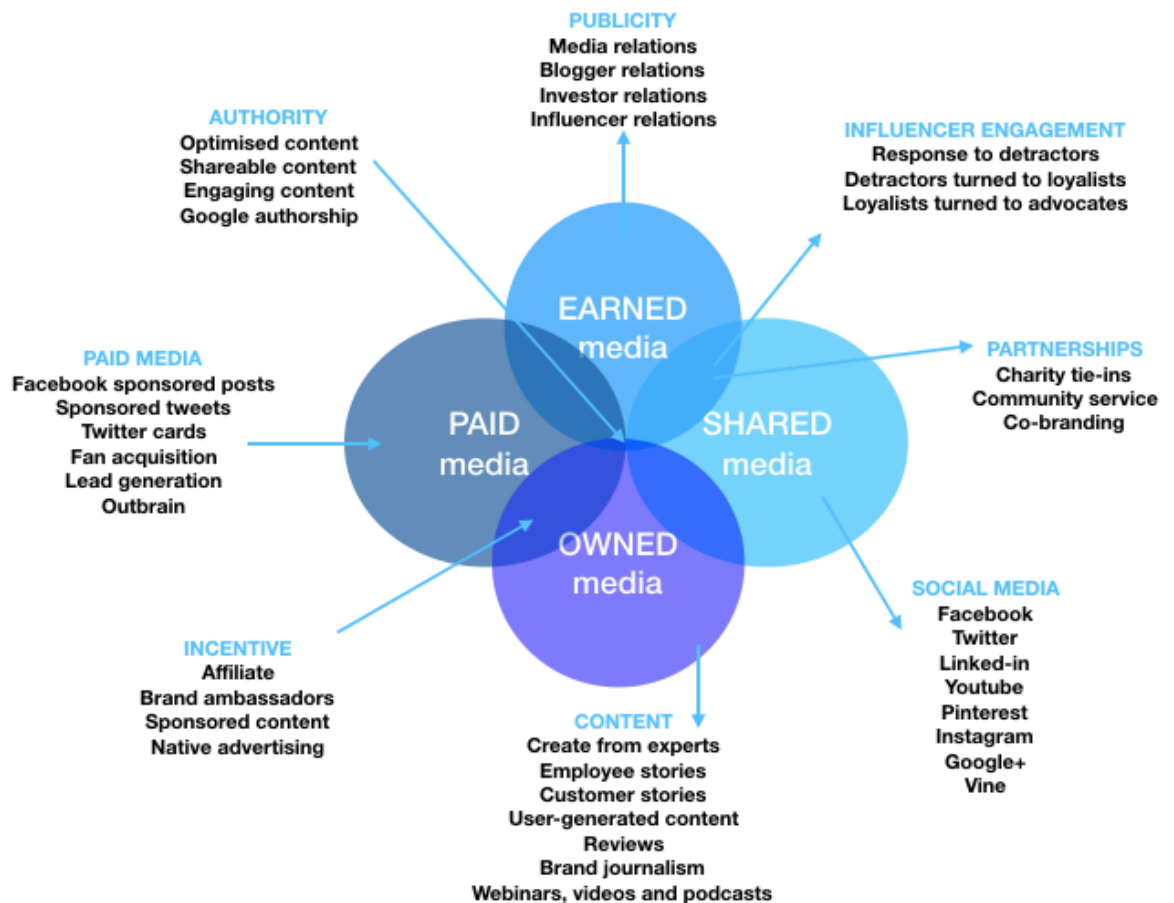 PUBLICITY
Media relations
Blogger relations
Investor relations
Influencer relations
AUTHORITY
Optimised content
Shareable content
Engaging content
Google authorship
INFLUENCER ENGAGEMENT
Response to detractors
Detractors turned to loyalists
Loyalists turned to advocates
EARNED
media
PAID MEDIA
Facebook sponsored posts
Sponsored tweets
Twitter cards
Fan acquisition
Lead generation
Outbrain
PAID
media
SHARED
media
PARTNERSHIPS
Charity tie-ins
Community service
Co-branding
OWNED
media
INCENTIVE
Affiliate
Brand ambassadors
Sponsored content
Native advertising
SOCIAL MEDIA
Facebook
Twitter
Linked-in
Youtube
Pinterest
Instagram
Google+
Vine
CONTENT
Create from experts
Employee stories
Customer stories
User-generated content
Reviews
Brand journalism
Webinars, videos and podcasts